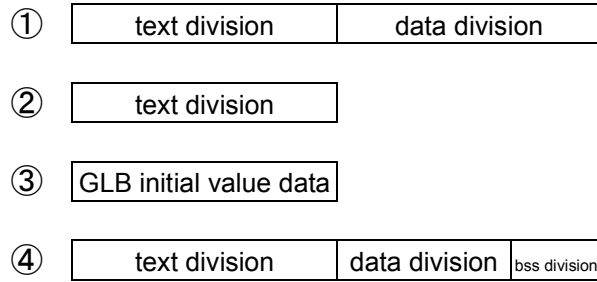 ① text division data division
② text division
③ GLB initial value data
④ text division data division bss division